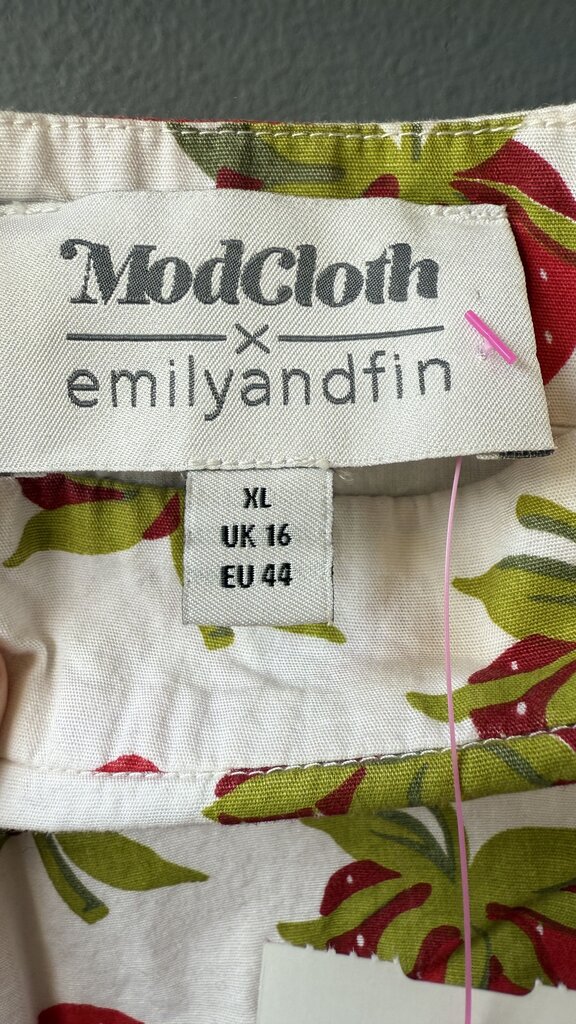 ModCloth
x
emilyandfin
XL
UK 16
EU 44